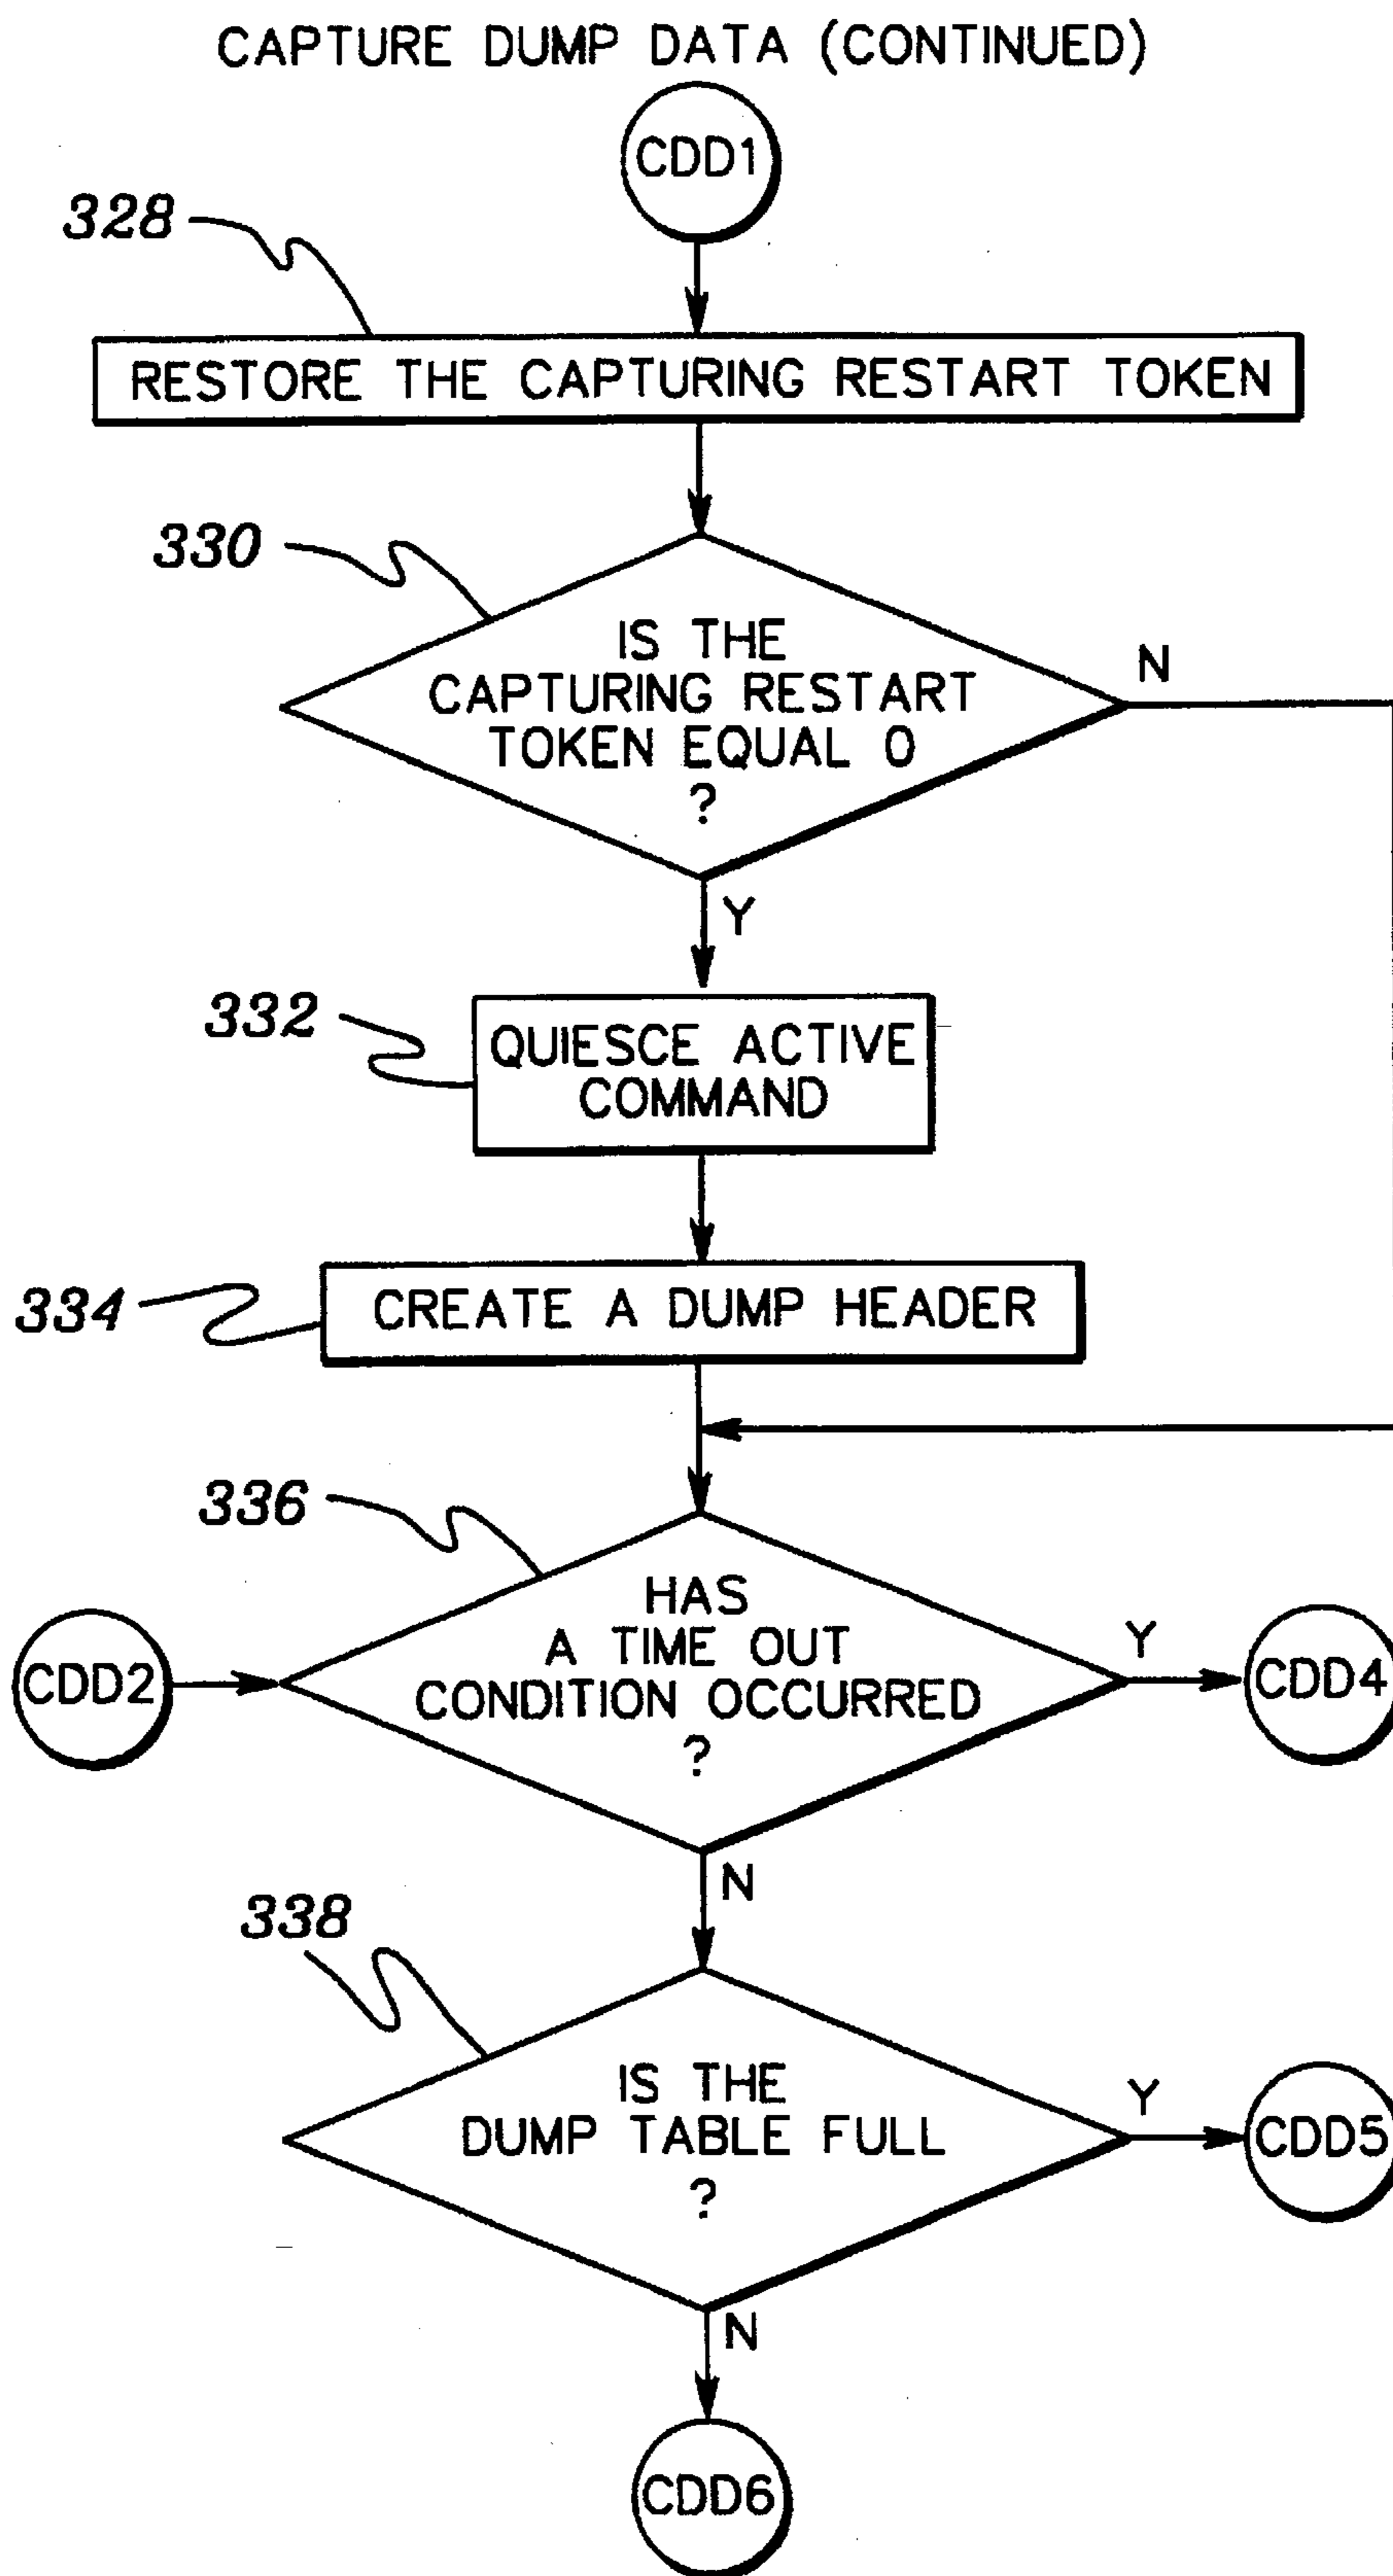 CAPTURE DUMP DATA (CONTINUED)
CDD1
328
RESTORE THE CAPTURING RESTART TOKEN
330
IS THE
CAPTURING RESTART
TOKEN EQUAL 0
?
N
Y
332
QUIESCE ACTIVE
COMMAND
334
CREATE A DUMP HEADER
336
HAS
A TIME OUT
CONDITION OCCURRED
?
CDD2
Y
CDD4
N
338
IS THE
DUMP TABLE FULL
?
Y
CDD5
N
CDD6